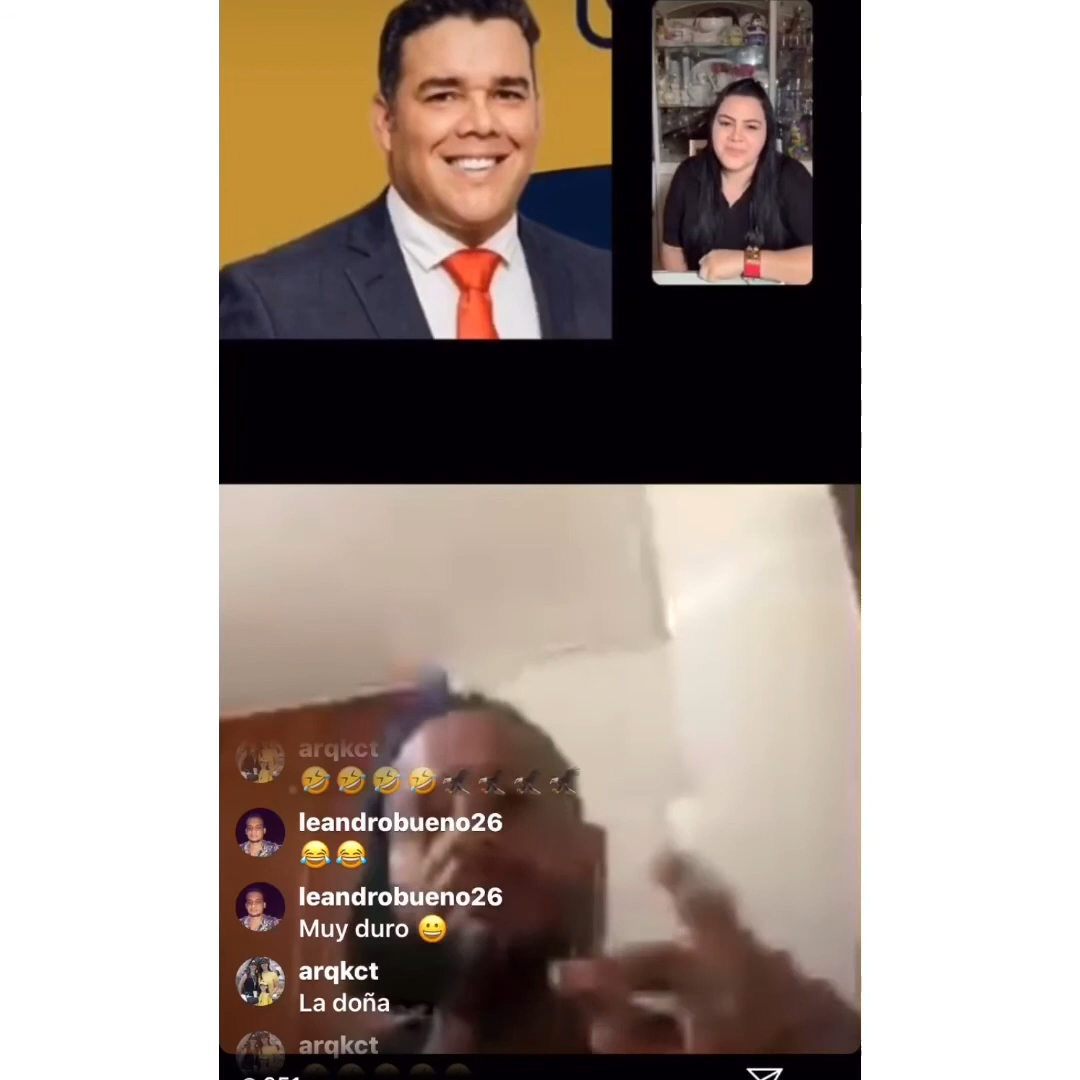 arqkct
🤣🤣🤣🤣
leandrobueno26
😂😂
leandrobueno26
Muy duro 😀
arqkct
La doña
arqkct